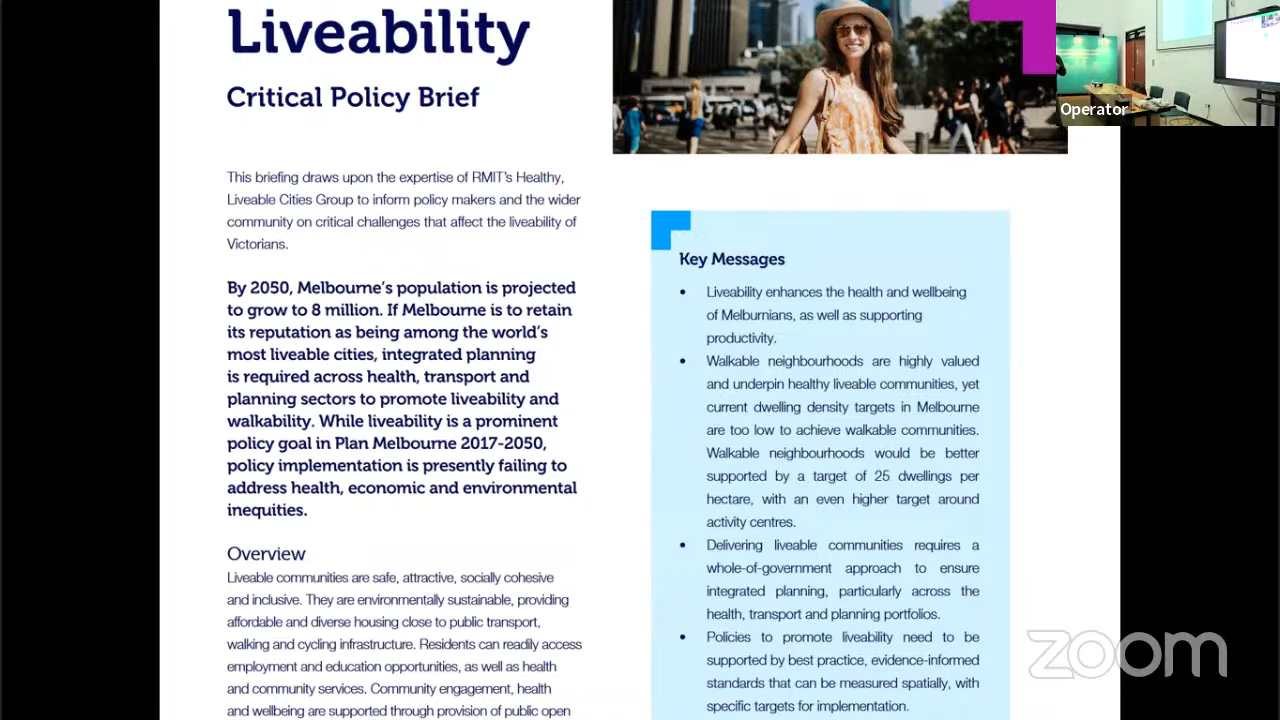 Liveability
Critical Policy Brief
Operator
This briefing draws upon the expertise of RMIT's Healthy,
Liveable Cities Group to inform policy makers and the wider
community on critical challenges that affect the liveability of
Victorians.
By 2050, Melbourne's population is projected
to grow to 8 million. If Melbourne is to retain
its reputation as being among the world's
most liveable cities, integrated planning
is required across health, transport and
planning sectors to promote liveability and
walkability. While liveability is a prominent
policy goal in Plan Melbourne 2017-2050,
policy implementation is presently failing to
address health, economic and environmental
inequities.
Overview
Liveable communities are safe, attractive, socially cohesive
and inclusive. They are environmentally sustainable, providing
affordable and diverse housing close to public transport,
walking and cycling infrastructure. Residents can readily access
employment and education opportunities, as well as health
and community services. Community engagement, health
and wellbeing are supported through provision of public open
Key Messages
• Liveability enhances the health and wellbeing
of Melburnians, as well as supporting
productivity.
• Walkable neighbourhoods are highly valued
and underpin healthy liveable communities, yet
current dwelling density targets in Melbourne
are too low to achieve walkable communities.
Walkable neighbourhoods would be better
supported by a target of 25 dwellings per
hectare, with an even higher target around
activity centres.
• Delivering liveable communities requires a
whole-of-government approach to ensure
integrated planning, particularly across the
health, transport and planning portfolios.
• Policies to promote liveability need to be
supported by best practice, evidence-informed
standards that can be measured spatially, with
specific targets for implementation.
zoom